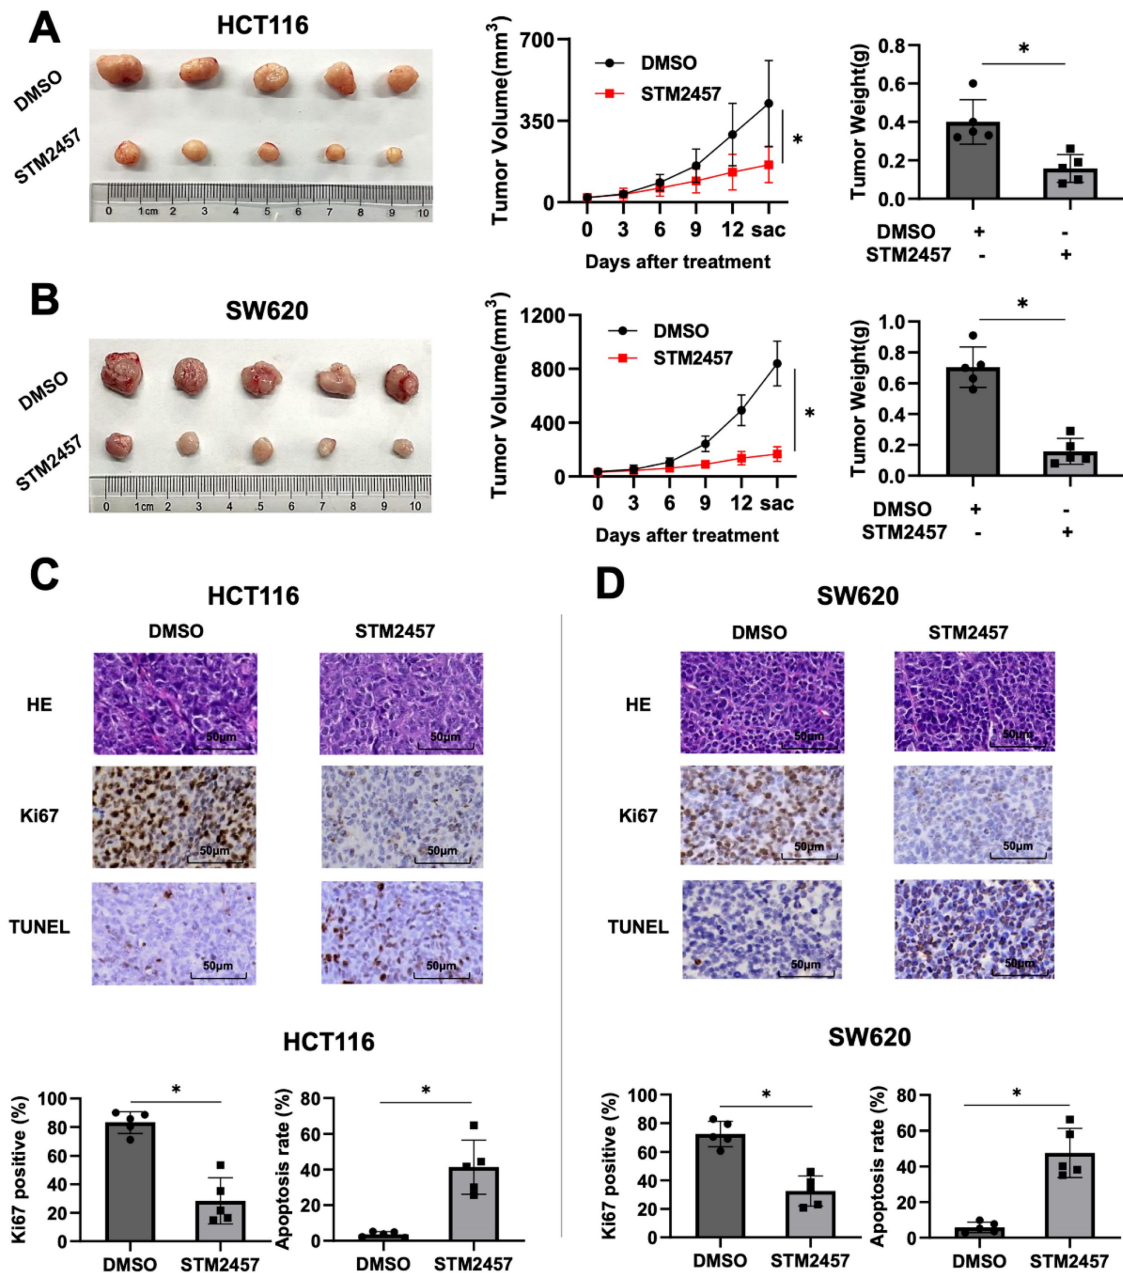 A
HCT116
DMSO
STM2457
0 1cm 2 3 4 5 6 7 8 9 10
Tumor Volume(mm3)
700
350
0
DMSO
STM2457
*
0 3 6 9 12 sac
Days after treatment
Tumor Weight(g)
0.8
0.6
0.4
0.2
0.0
*
DMSO + -
STM2457 - +
B
SW620
DMSO
STM2457
0 1cm 2 3 4 5 6 7 8 9 10
Tumor Volume(mm3)
1200
800
400
0
DMSO
STM2457
*
0 3 6 9 12 sac
Days after treatment
Tumor Weight(g)
1.0
0.8
0.6
0.4
0.2
0.0
*
DMSO + -
STM2457 - +
C
HCT116
DMSO STM2457
HE
50μm 50μm
Ki67
50μm 50μm
TUNEL
50μm 50μm
HCT116
Ki67 positive (%)
100
80
60
40
20
0
*
DMSO STM2457
Apoptosis rate (%)
80
60
40
20
0
*
DMSO STM2457
D
SW620
DMSO STM2457
HE
50μm 50μm
Ki67
50μm 50μm
TUNEL
50μm 50μm
SW620
Ki67 positive (%)
100
80
60
40
20
0
*
DMSO STM2457
Apoptosis rate (%)
80
60
40
20
0
*
DMSO STM2457